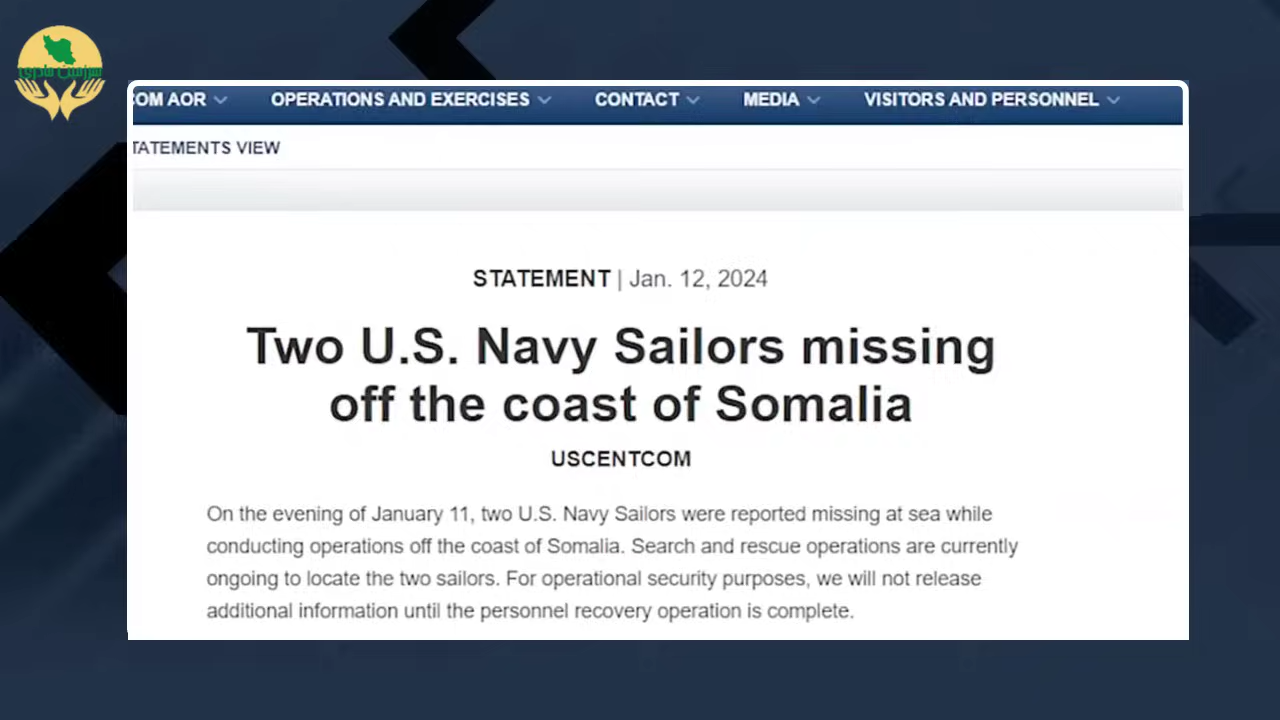 سرزمین مادری
COM AOR OPERATIONS AND EXERCISES CONTACT MEDIA VISITORS AND PERSONNEL
TATEMENTS VIEW
STATEMENT | Jan. 12, 2024
Two U.S. Navy Sailors missing
off the coast of Somalia
USCENTCOM
On the evening of January 11, two U.S. Navy Sailors were reported missing at sea while
conducting operations off the coast of Somalia. Search and rescue operations are currently
ongoing to locate the two sailors. For operational security purposes, we will not release
additional information until the personnel recovery operation is complete.